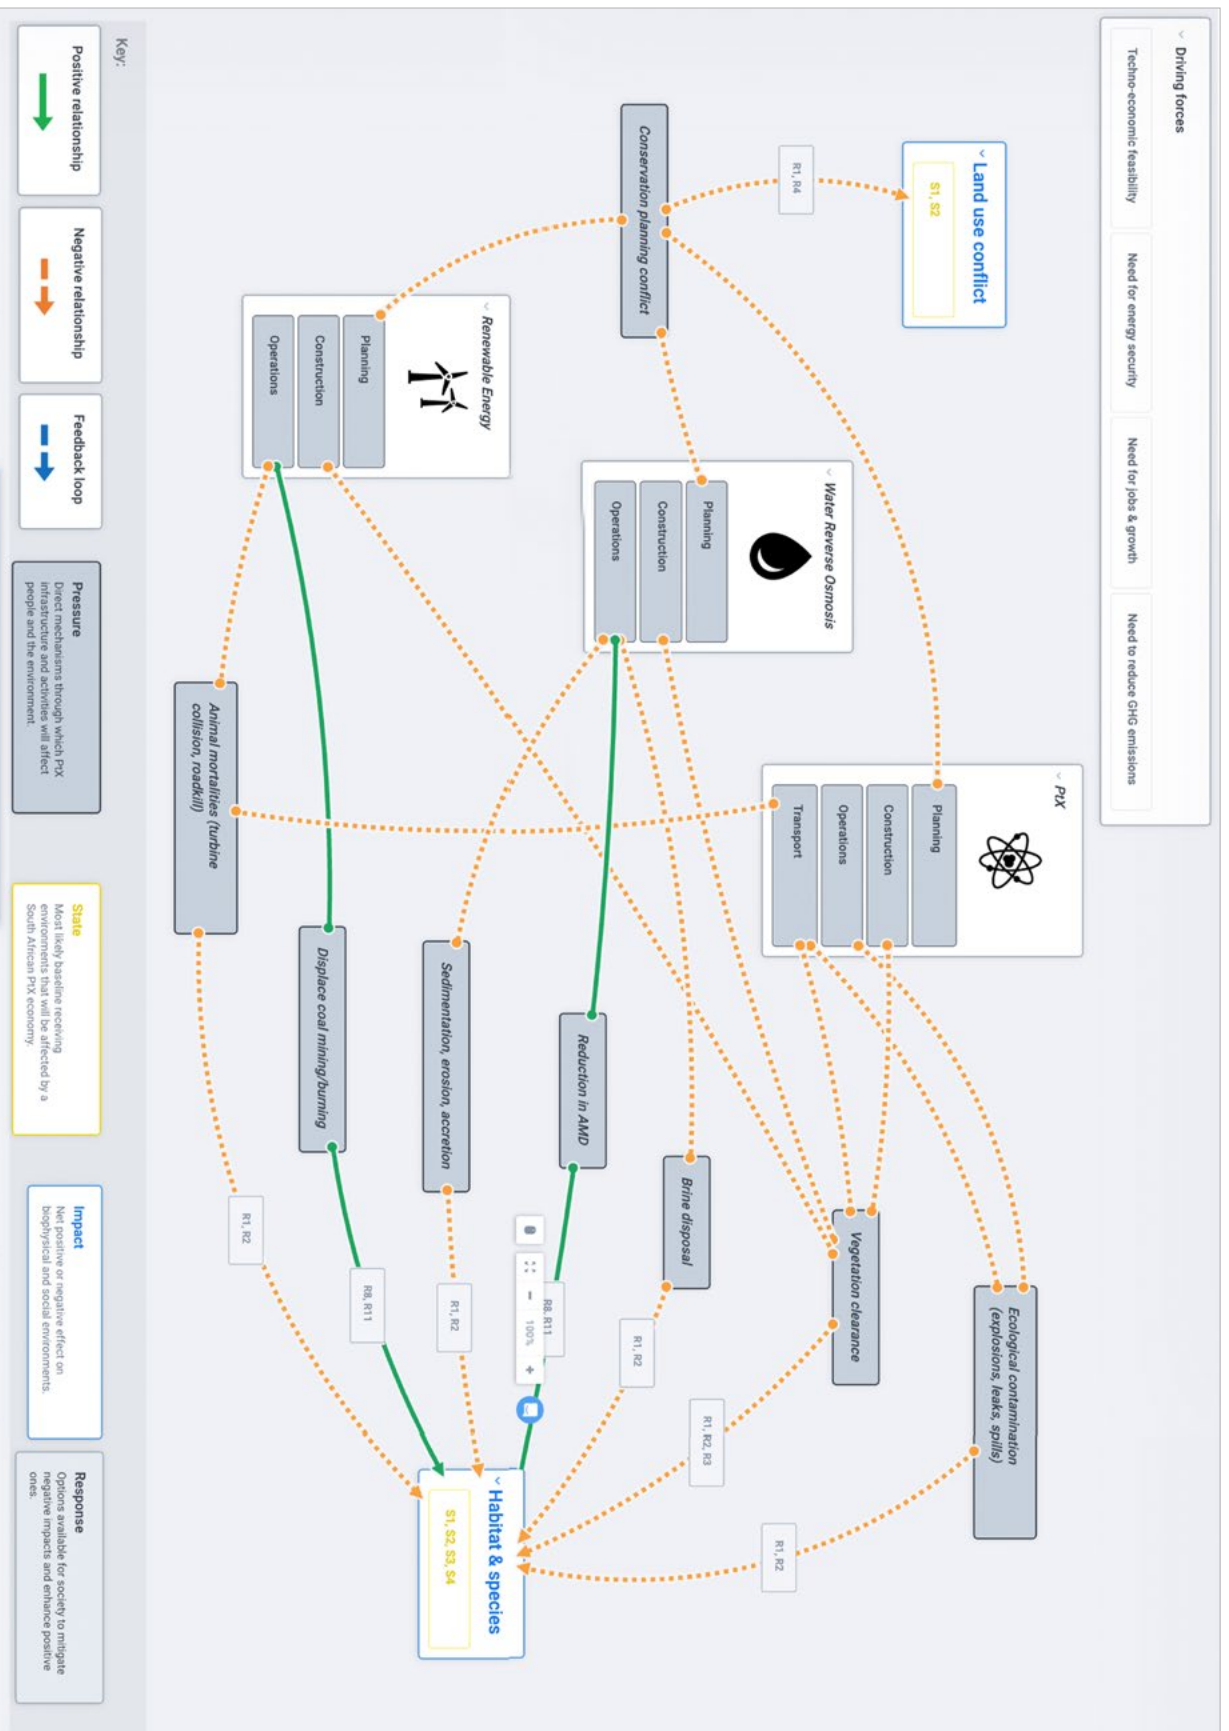 Driving forces
Techno-economic feasibility
Need for energy security
Need for jobs & growth
Need to reduce GHG emissions
Land use conflict
S1, S2
R1, R4
Conservation planning conflict
PtX
Planning
Construction
Operations
Transport
Water Reverse Osmosis
Planning
Construction
Operations
Renewable Energy
Planning
Construction
Operations
Ecological contamination
(explosions, leaks, spills)
Vegetation clearance
Brine disposal
Reduction in AMD
Sedimentation, erosion, accretion
Displace coal mining/burning
Animal mortalities (turbine
collision, roadkill)
R1, R2
R1, R2, R3
R1, R2
R8, R11
100%
R1, R2
R8, R11
R1, R2
Habitat & species
S1, S2, S3, S4
Key:
Positive relationship
Negative relationship
Feedback loop
Pressure
Direct mechanisms through which PtX
infrastructure and activities will affect
people and the environment.
State
Most likely baseline receiving
environments that will be affected by a
South African PtX economy.
Impact
Net positive or negative effect on
biophysical and social environments.
Response
Options available for society to mitigate
negative impacts and enhance positive
ones.